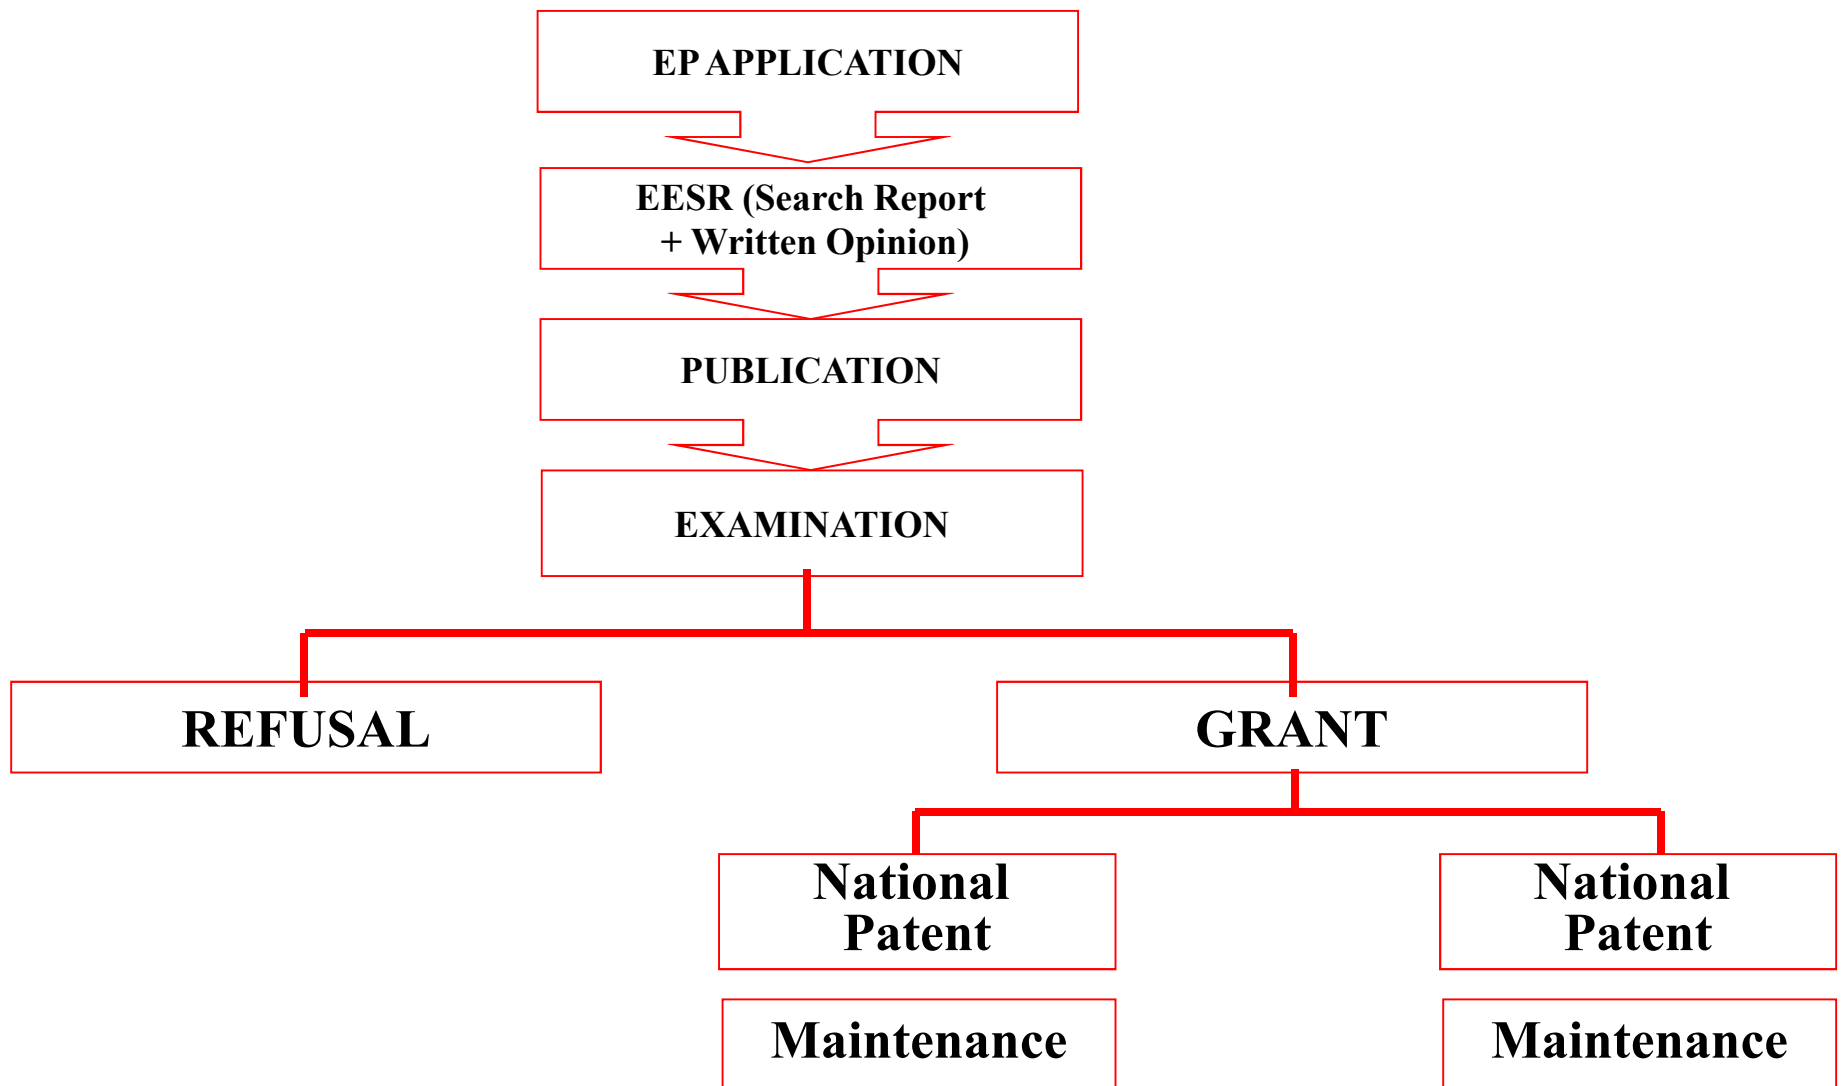 EP APPLICATION
EESR (Search Report
+ Written Opinion)
PUBLICATION
EXAMINATION
REFUSAL
GRANT
National
Patent
National
Patent
Maintenance
Maintenance